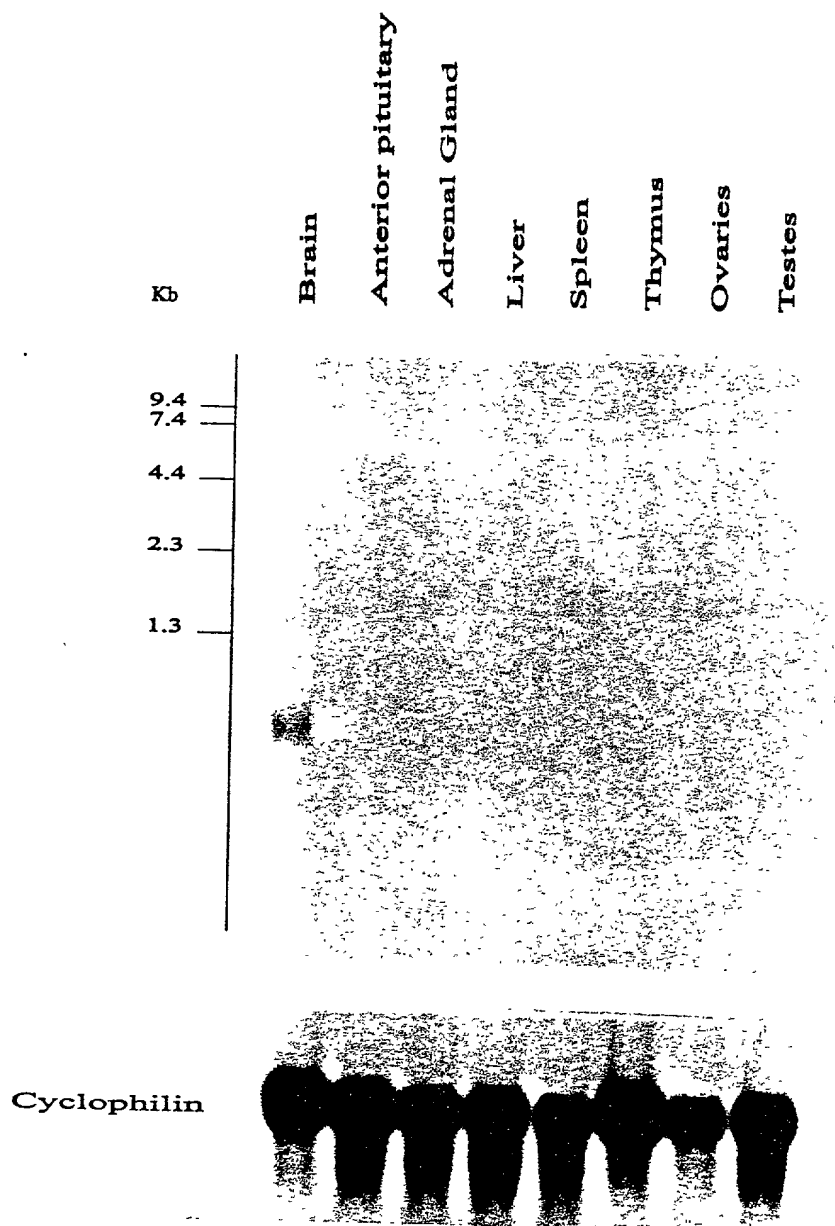 Kb
Brain
Anterior pituitary
Adrenal Gland
Liver
Spleen
Thymus
Ovaries
Testes
9.4
7.4
4.4
2.3
1.3
Cyclophilin